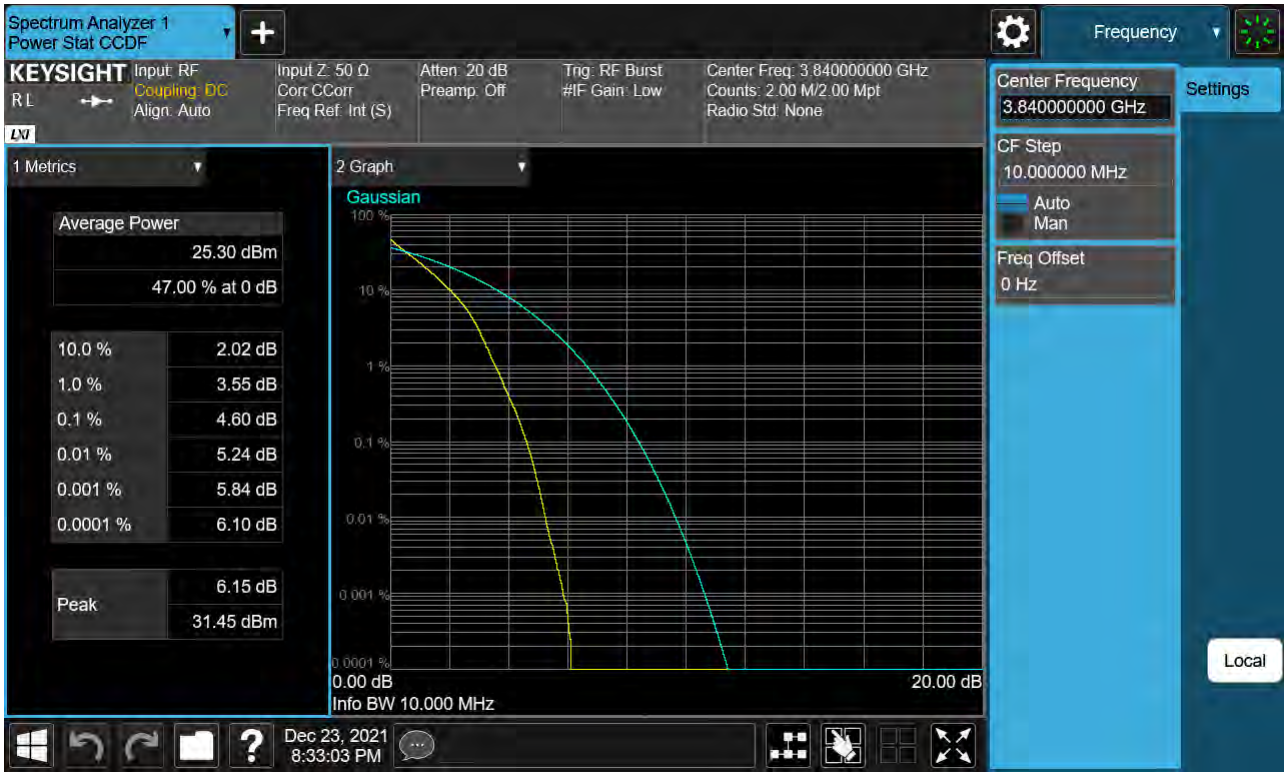 Spectrum Analyzer 1
Power Stat CCDF
+
Frequency
KEYSIGHT
RL
LXI
Input: RF
Coupling: DC
Align: Auto
Input Z: 50 Ω
Corr CCorr
Freq Ref: Int (S)
Atten: 20 dB
Preamp: Off
Trig: RF Burst
#IF Gain: Low
Center Freq: 3.840000000 GHz
Counts: 2.00 M/2.00 Mpt
Radio Std: None
Center Frequency
3.840000000 GHz
Settings
CF Step
10.000000 MHz
Auto
Man
Freq Offset
0 Hz
1 Metrics
Average Power
25.30 dBm
47.00 % at 0 dB
10.0 % 2.02 dB
1.0 % 3.55 dB
0.1 % 4.60 dB
0.01 % 5.24 dB
0.001 % 5.84 dB
0.0001 % 6.10 dB
Peak
6.15 dB
31.45 dBm
2 Graph
Gaussian
100 %
10 %
1 %
0.1 %
0.01 %
0.001 %
0.0001 %
0.00 dB 20.00 dB
Info BW 10.000 MHz
Local
?
Dec 23, 2021
8:33:03 PM